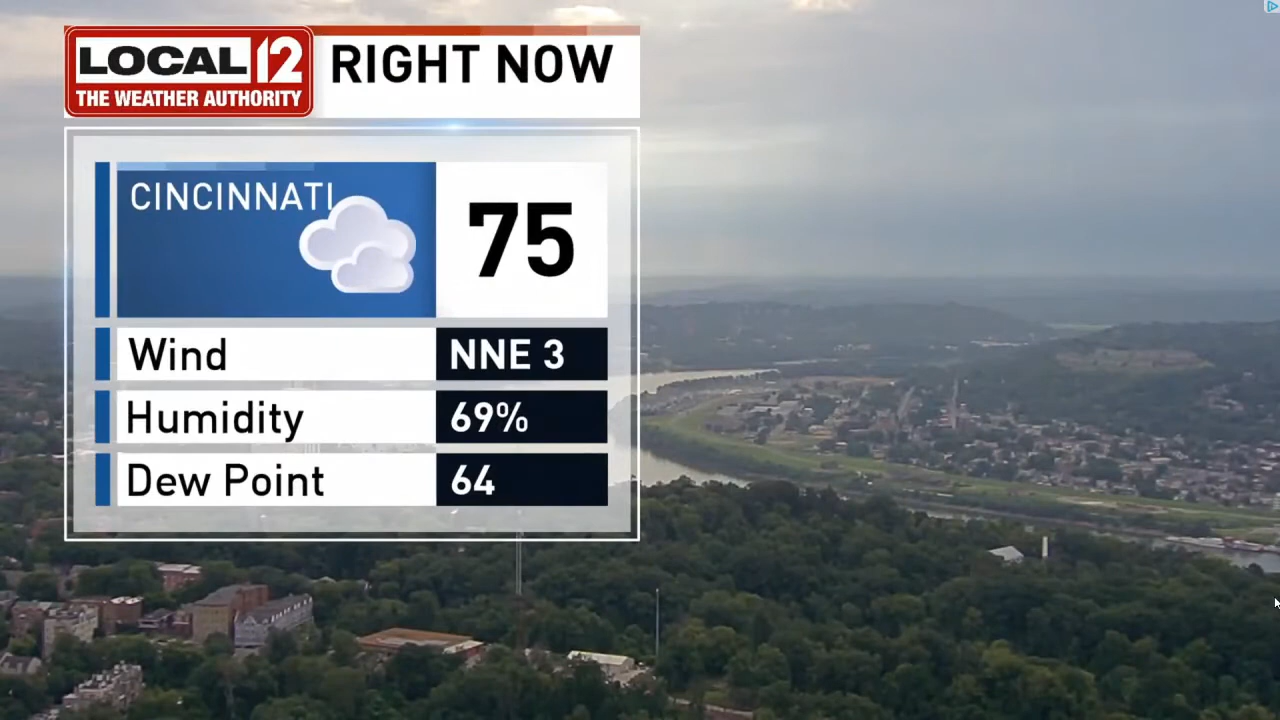 LOCAL 12
THE WEATHER AUTHORITY
RIGHT NOW
CINCINNATI
75
Wind NNE 3
Humidity 69%
Dew Point 64